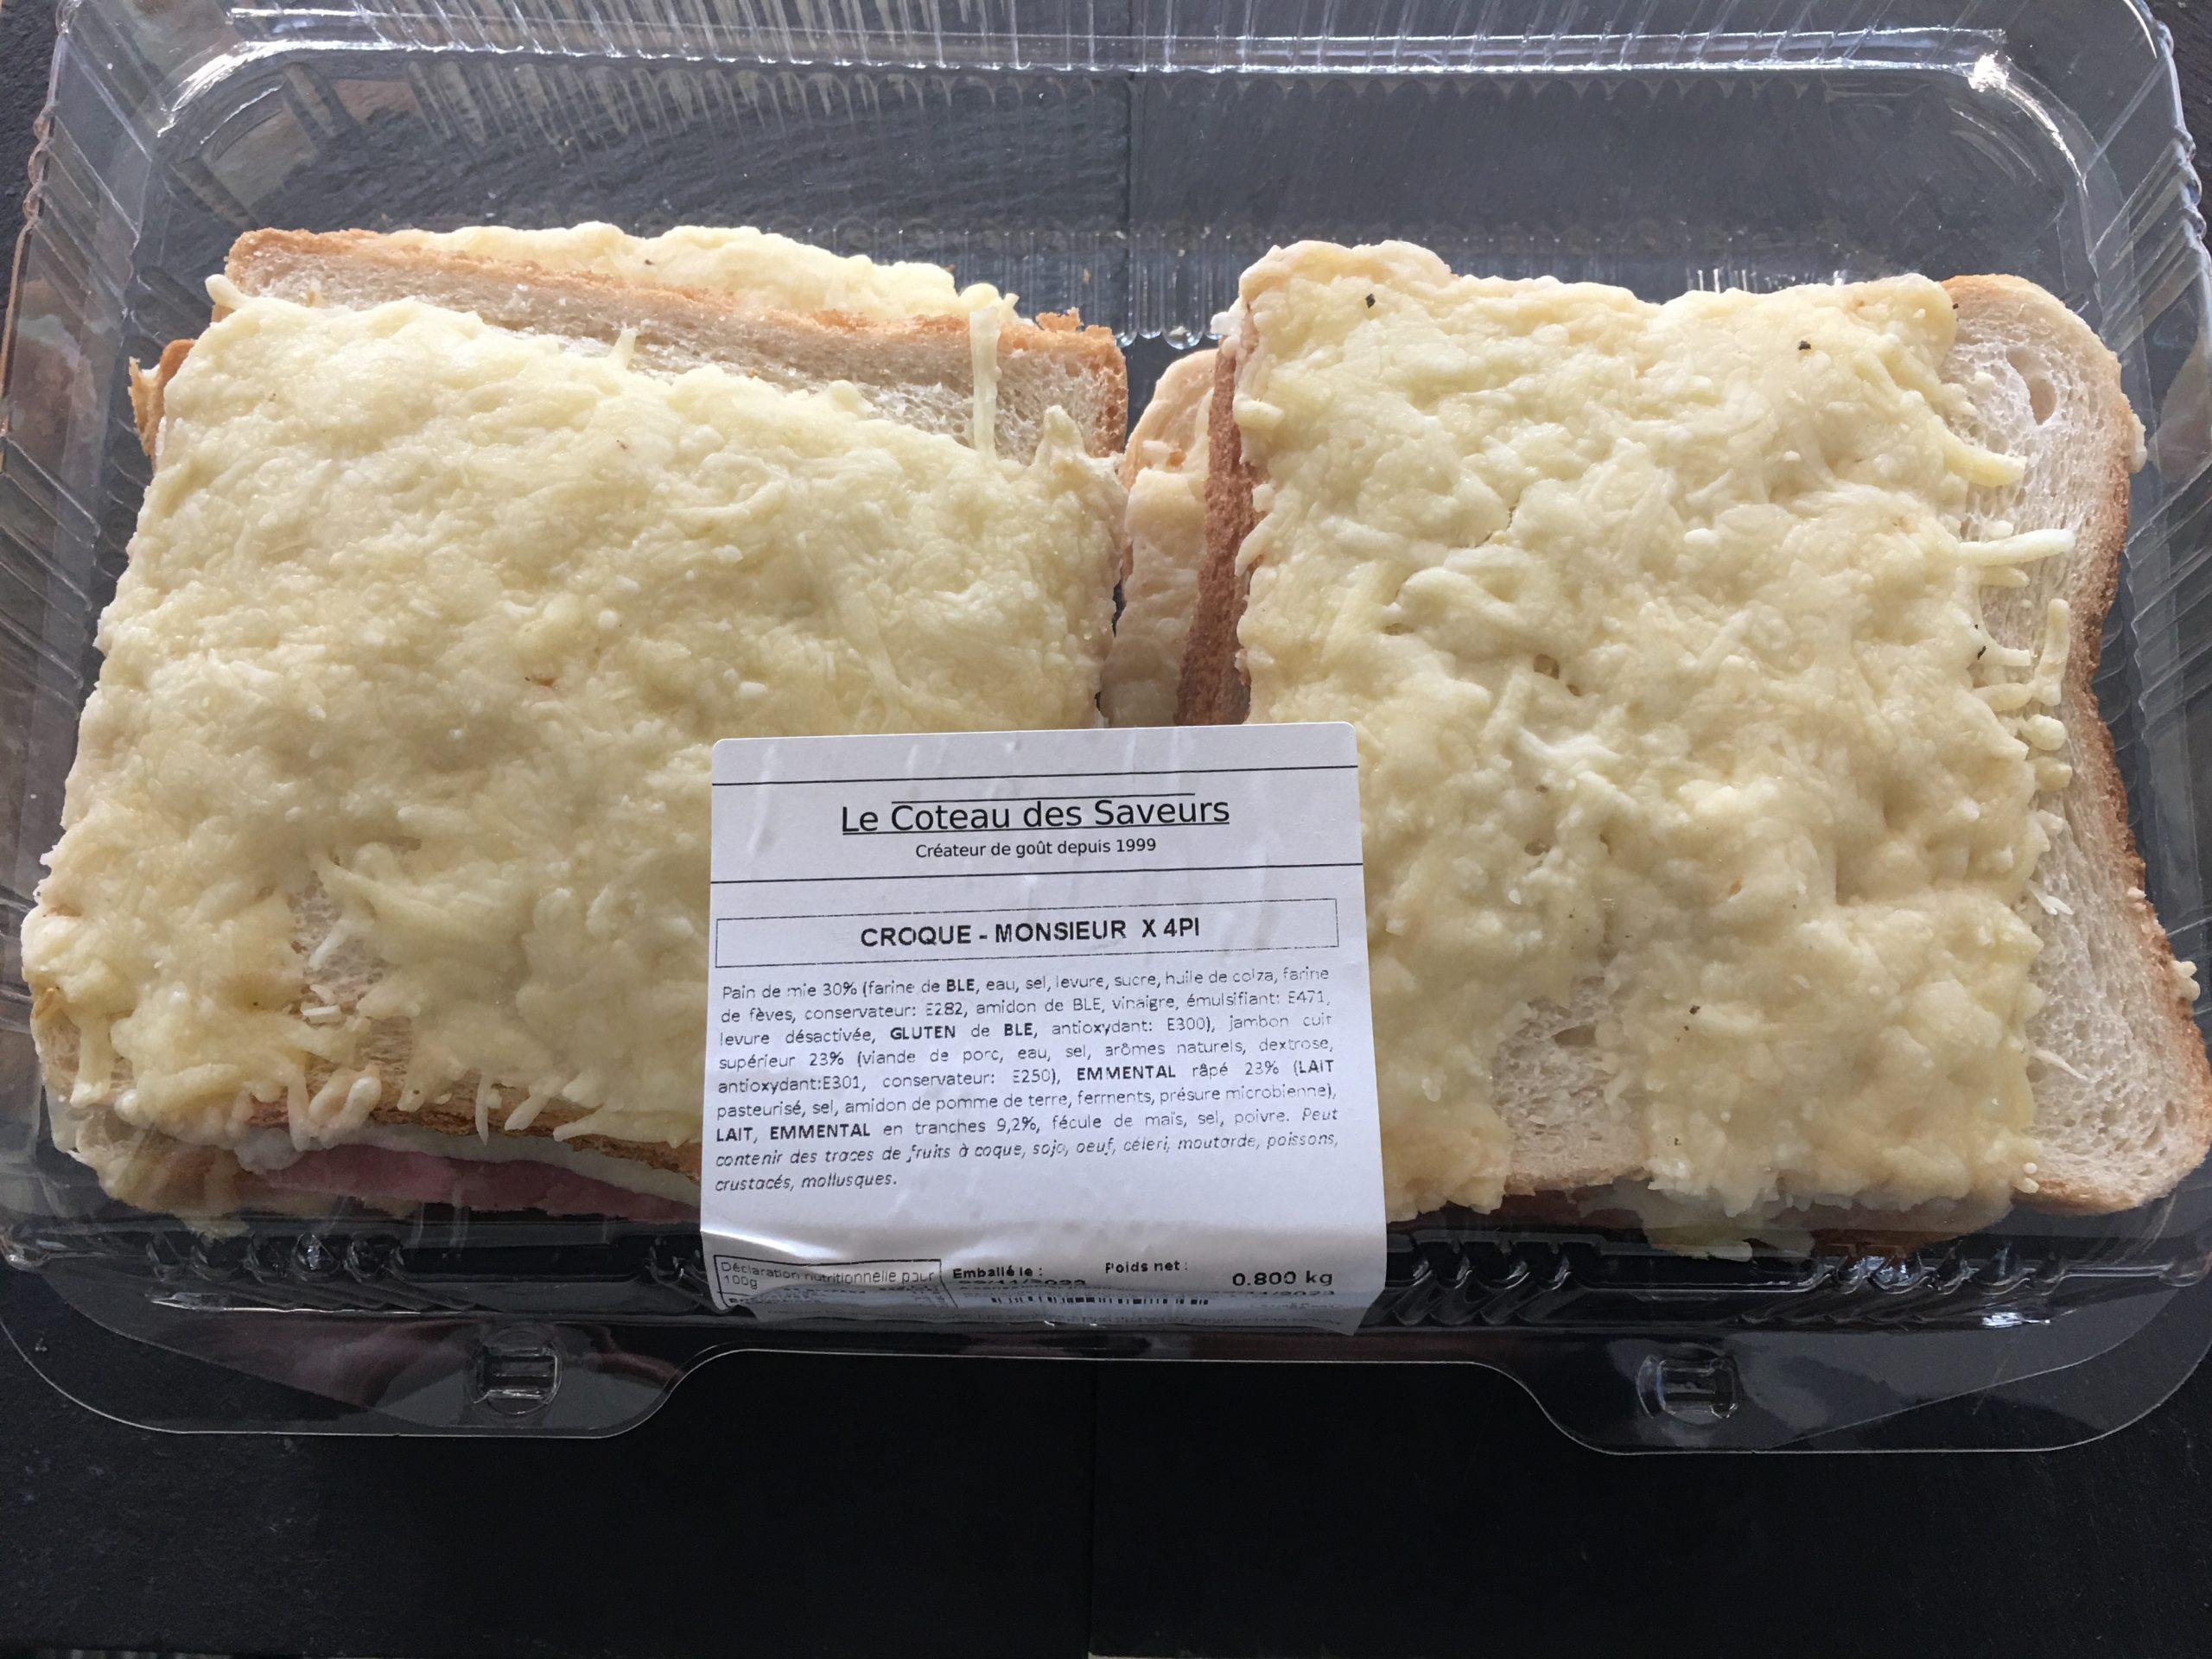 Le Coteau des Saveurs
Créateur de goût depuis 1999
CROQUE - MONSIEUR X 4PI
Pain de mie 30% (farine de BLE, eau, sel, levure, sucre, huile de colza, farine
de fèves, conservateur: E282, amidon de BLE, vinaigre, émulsifiant: E471,
levure désactivée, GLUTEN de BLE, antioxydant: E300), jambon cuit
supérieur 23% (viande de porc, eau, sel, arômes naturels, dextrose,
antioxydant:E301, conservateur: E250), EMMENTAL râpé 23% (LAIT
pasteurisé, sel, amidon de pomme de terre, ferments, présure microbienne),
LAIT, EMMENTAL en tranches 9,2%, fécule de maïs, sel, poivre. Peut
contenir des traces de fruits à coque, soja, oeuf, céleri, moutarde, poissons,
crustacés, mollusques.
Déclaration nutritionnelle pour Emballé le : Poids net :
100g 0.800 kg